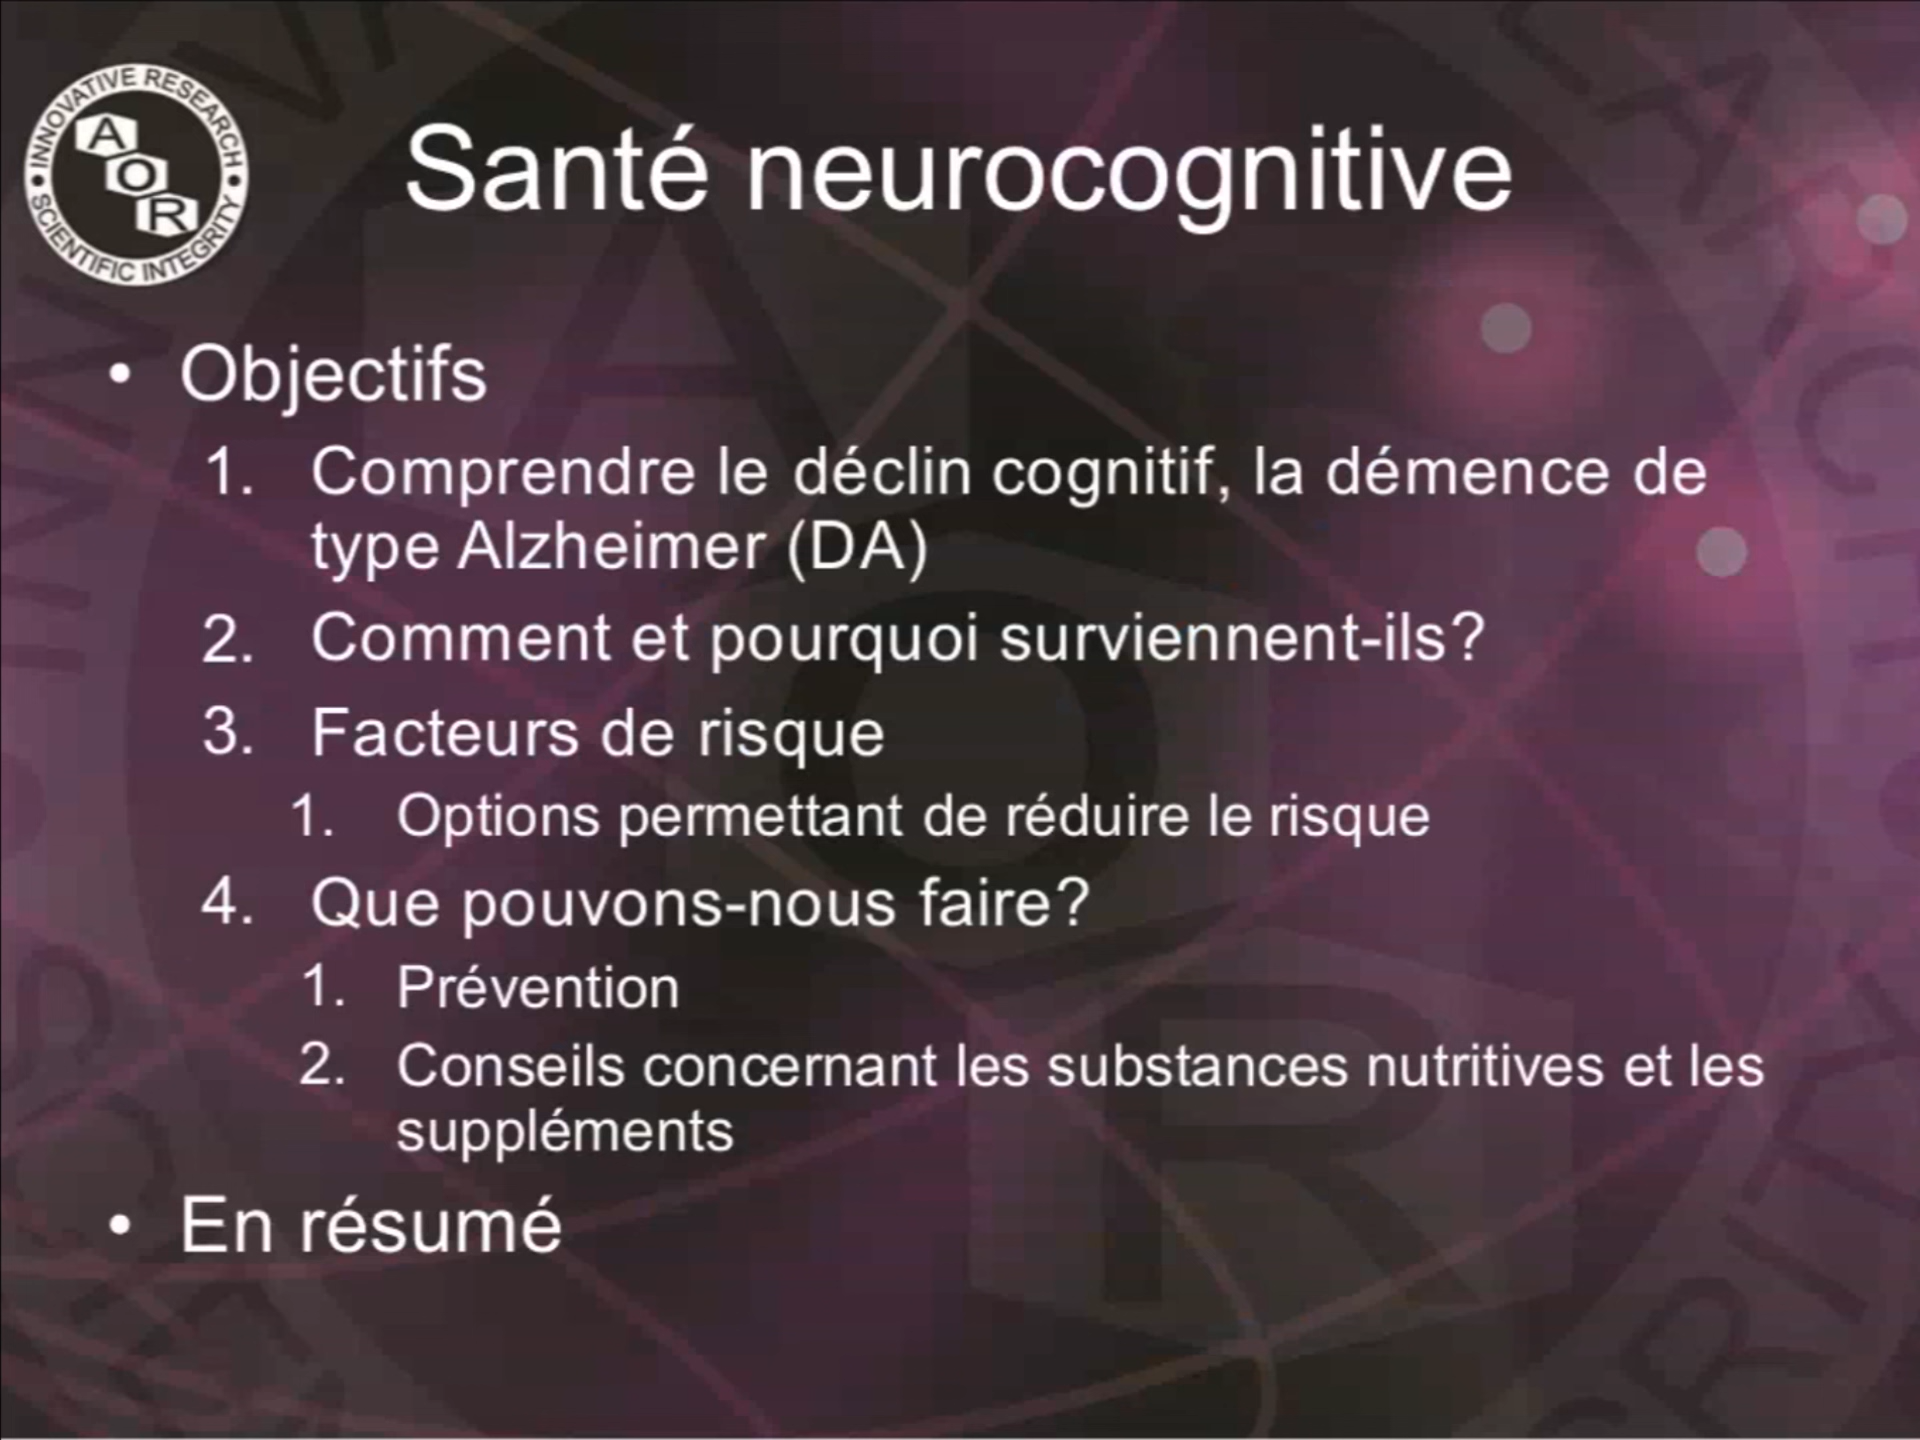 INNOVATIVE RESEARCH
AOR
SCIENTIFIC INTEGRITY
Santé neurocognitive
• Objectifs
1. Comprendre le déclin cognitif, la démence de
type Alzheimer (DA)
2. Comment et pourquoi surviennent-ils?
3. Facteurs de risque
1. Options permettant de réduire le risque
4. Que pouvons-nous faire?
1. Prévention
2. Conseils concernant les substances nutritives et les
suppléments
• En résumé